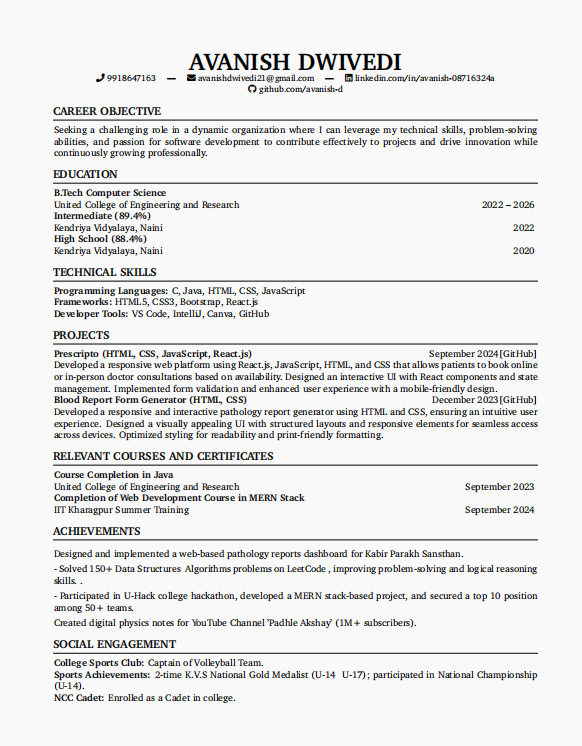 AVANISH DWIVEDI
9918647163 — avanishdwivedi21@gmail.com — linkedin.com/in/avanish-08716324a
github.com/avanish-d
CAREER OBJECTIVE
Seeking a challenging role in a dynamic organization where I can leverage my technical skills, problem-solving
abilities, and passion for software development to contribute effectively to projects and drive innovation while
continuously growing professionally.
EDUCATION
B.Tech Computer Science
United College of Engineering and Research 2022 – 2026
Intermediate (89.4%)
Kendriya Vidyalaya, Naini 2022
High School (88.4%)
Kendriya Vidyalaya, Naini 2020
TECHNICAL SKILLS
Programming Languages: C, Java, HTML, CSS, JavaScript
Frameworks: HTML5, CSS3, Bootstrap, React.js
Developer Tools: VS Code, IntelliJ, Canva, GitHub
PROJECTS
Prescripto (HTML, CSS, JavaScript, React.js) September 2024[GitHub]
Developed a responsive web platform using React.js, JavaScript, HTML, and CSS that allows patients to book online
or in-person doctor consultations based on availability. Designed an interactive UI with React components and state
management. Implemented form validation and enhanced user experience with a mobile-friendly design.
Blood Report Form Generator (HTML, CSS) December 2023[GitHub]
Developed a responsive and interactive pathology report generator using HTML and CSS, ensuring an intuitive user
experience. Designed a visually appealing UI with structured layouts and responsive elements for seamless access
across devices. Optimized styling for readability and print-friendly formatting.
RELEVANT COURSES AND CERTIFICATES
Course Completion in Java
United College of Engineering and Research September 2023
Completion of Web Development Course in MERN Stack
IIT Kharagpur Summer Training September 2024
ACHIEVEMENTS
Designed and implemented a web-based pathology reports dashboard for Kabir Parakh Sansthan.
- Solved 150+ Data Structures Algorithms problems on LeetCode , improving problem-solving and logical reasoning
skills. .
- Participated in U-Hack college hackathon, developed a MERN stack-based project, and secured a top 10 position
among 50+ teams.
Created digital physics notes for YouTube Channel 'Padhle Akshay' (1M+ subscribers).
SOCIAL ENGAGEMENT
College Sports Club: Captain of Volleyball Team.
Sports Achievements: 2-time K.V.S National Gold Medalist (U-14 U-17); participated in National Championship
(U-14).
NCC Cadet: Enrolled as a Cadet in college.